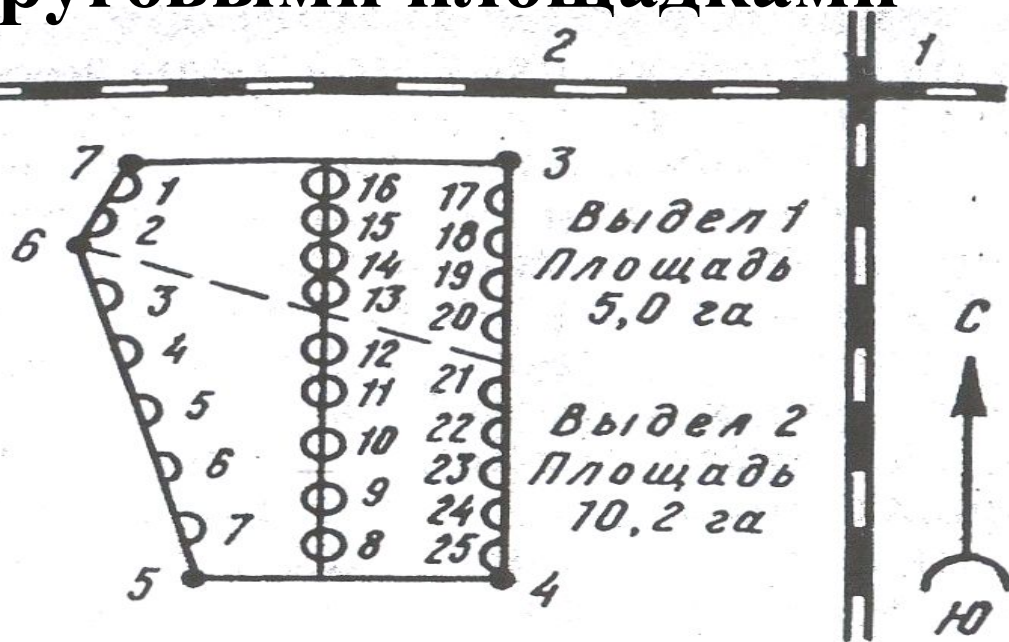 руговыми площадками
2 1
7 3
1 16 17
2 15 18
6
3 14 19
13 20
4 12 21
5 11 22
6 10 23
7 9 24
8 25
5 4
Выдел 1
Площадь
5,0 га
Выдел 2
Площадь
10,2 га
С
Ю